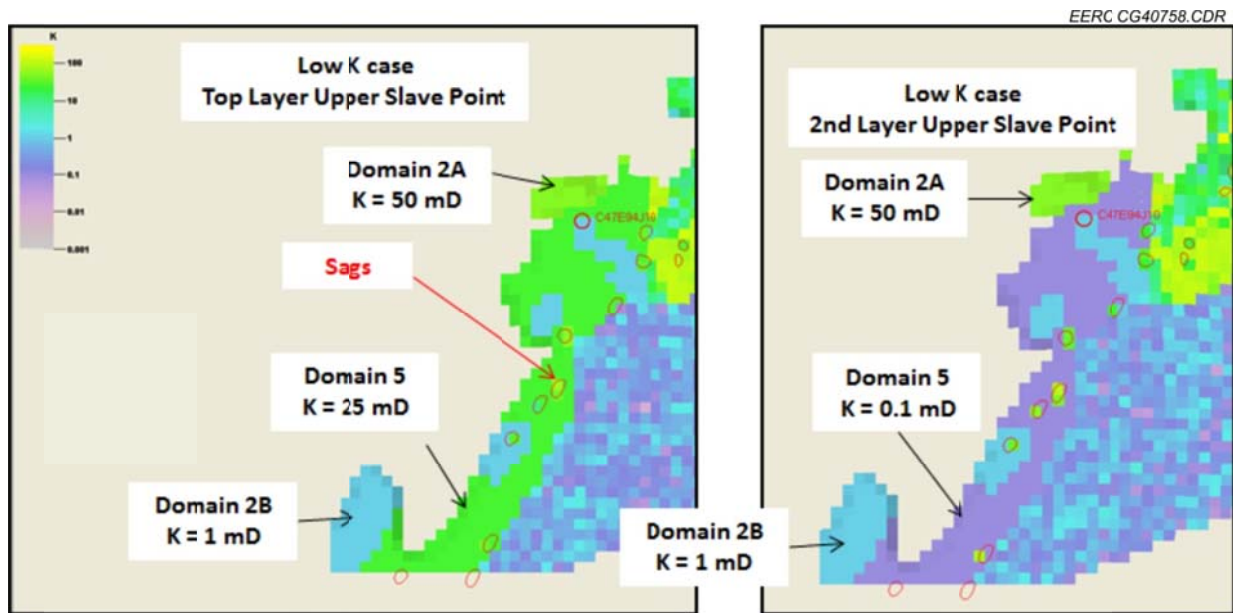 EERC CG40758.CDR
K
100
10
1
0.1
0.01
0.001
Low K case
Top Layer Upper Slave Point
Domain 2A
K = 50 mD
C47E94J10
Sags
Domain 5
K = 25 mD
Domain 2B
K = 1 mD
Low K case
2nd Layer Upper Slave Point
Domain 2A
K = 50 mD
C47E94J10
Domain 5
K = 0.1 mD
Domain 2B
K = 1 mD